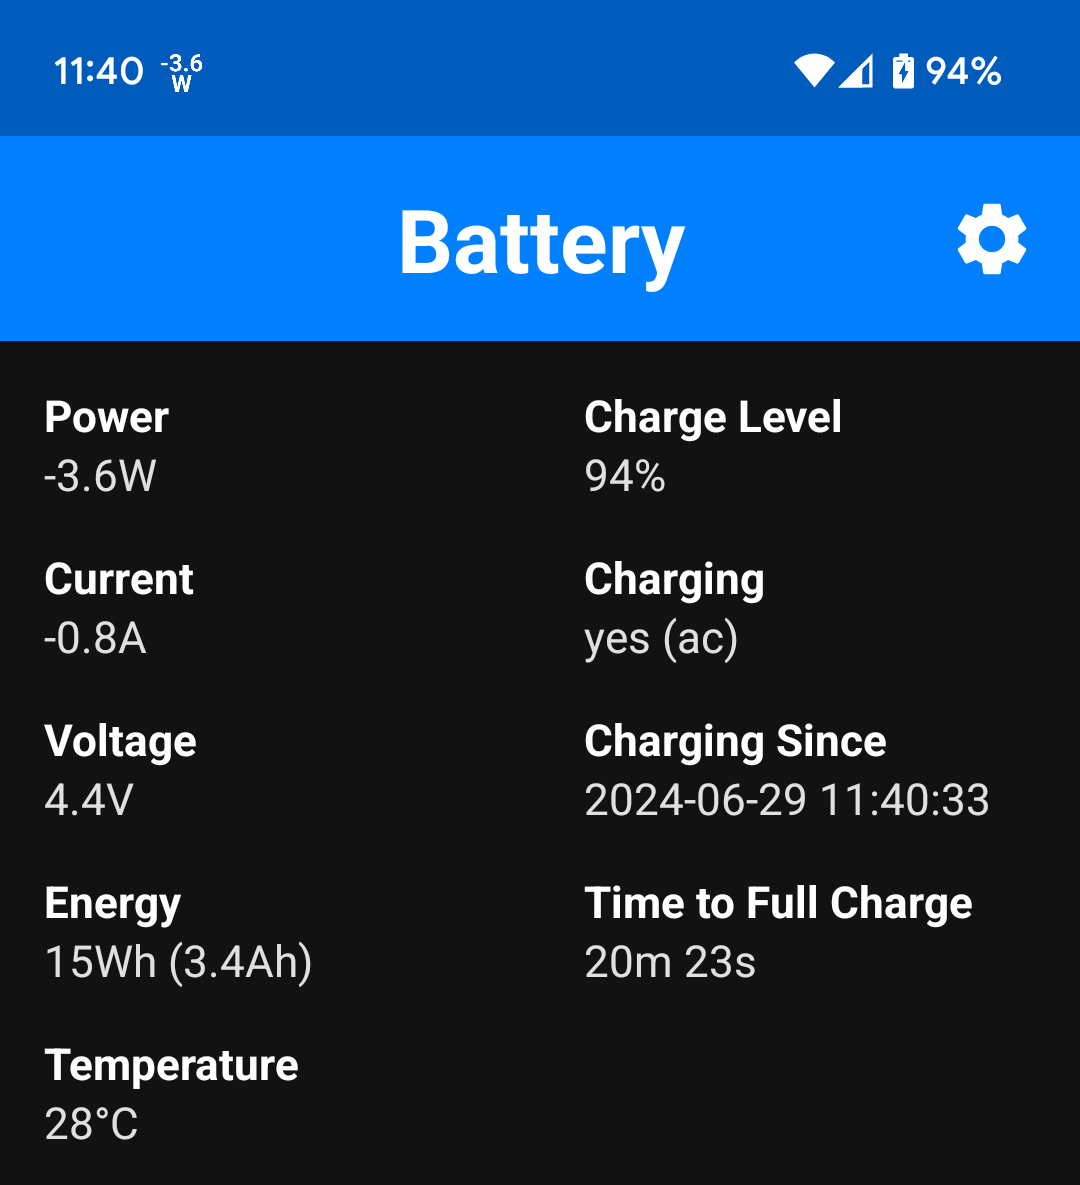 11:40 -3.6 W 94%
Battery
Power
-3.6W
Charge Level
94%
Current
-0.8A
Charging
yes (ac)
Voltage
4.4V
Charging Since
2024-06-29 11:40:33
Energy
15Wh (3.4Ah)
Time to Full Charge
20m 23s
Temperature
28°C